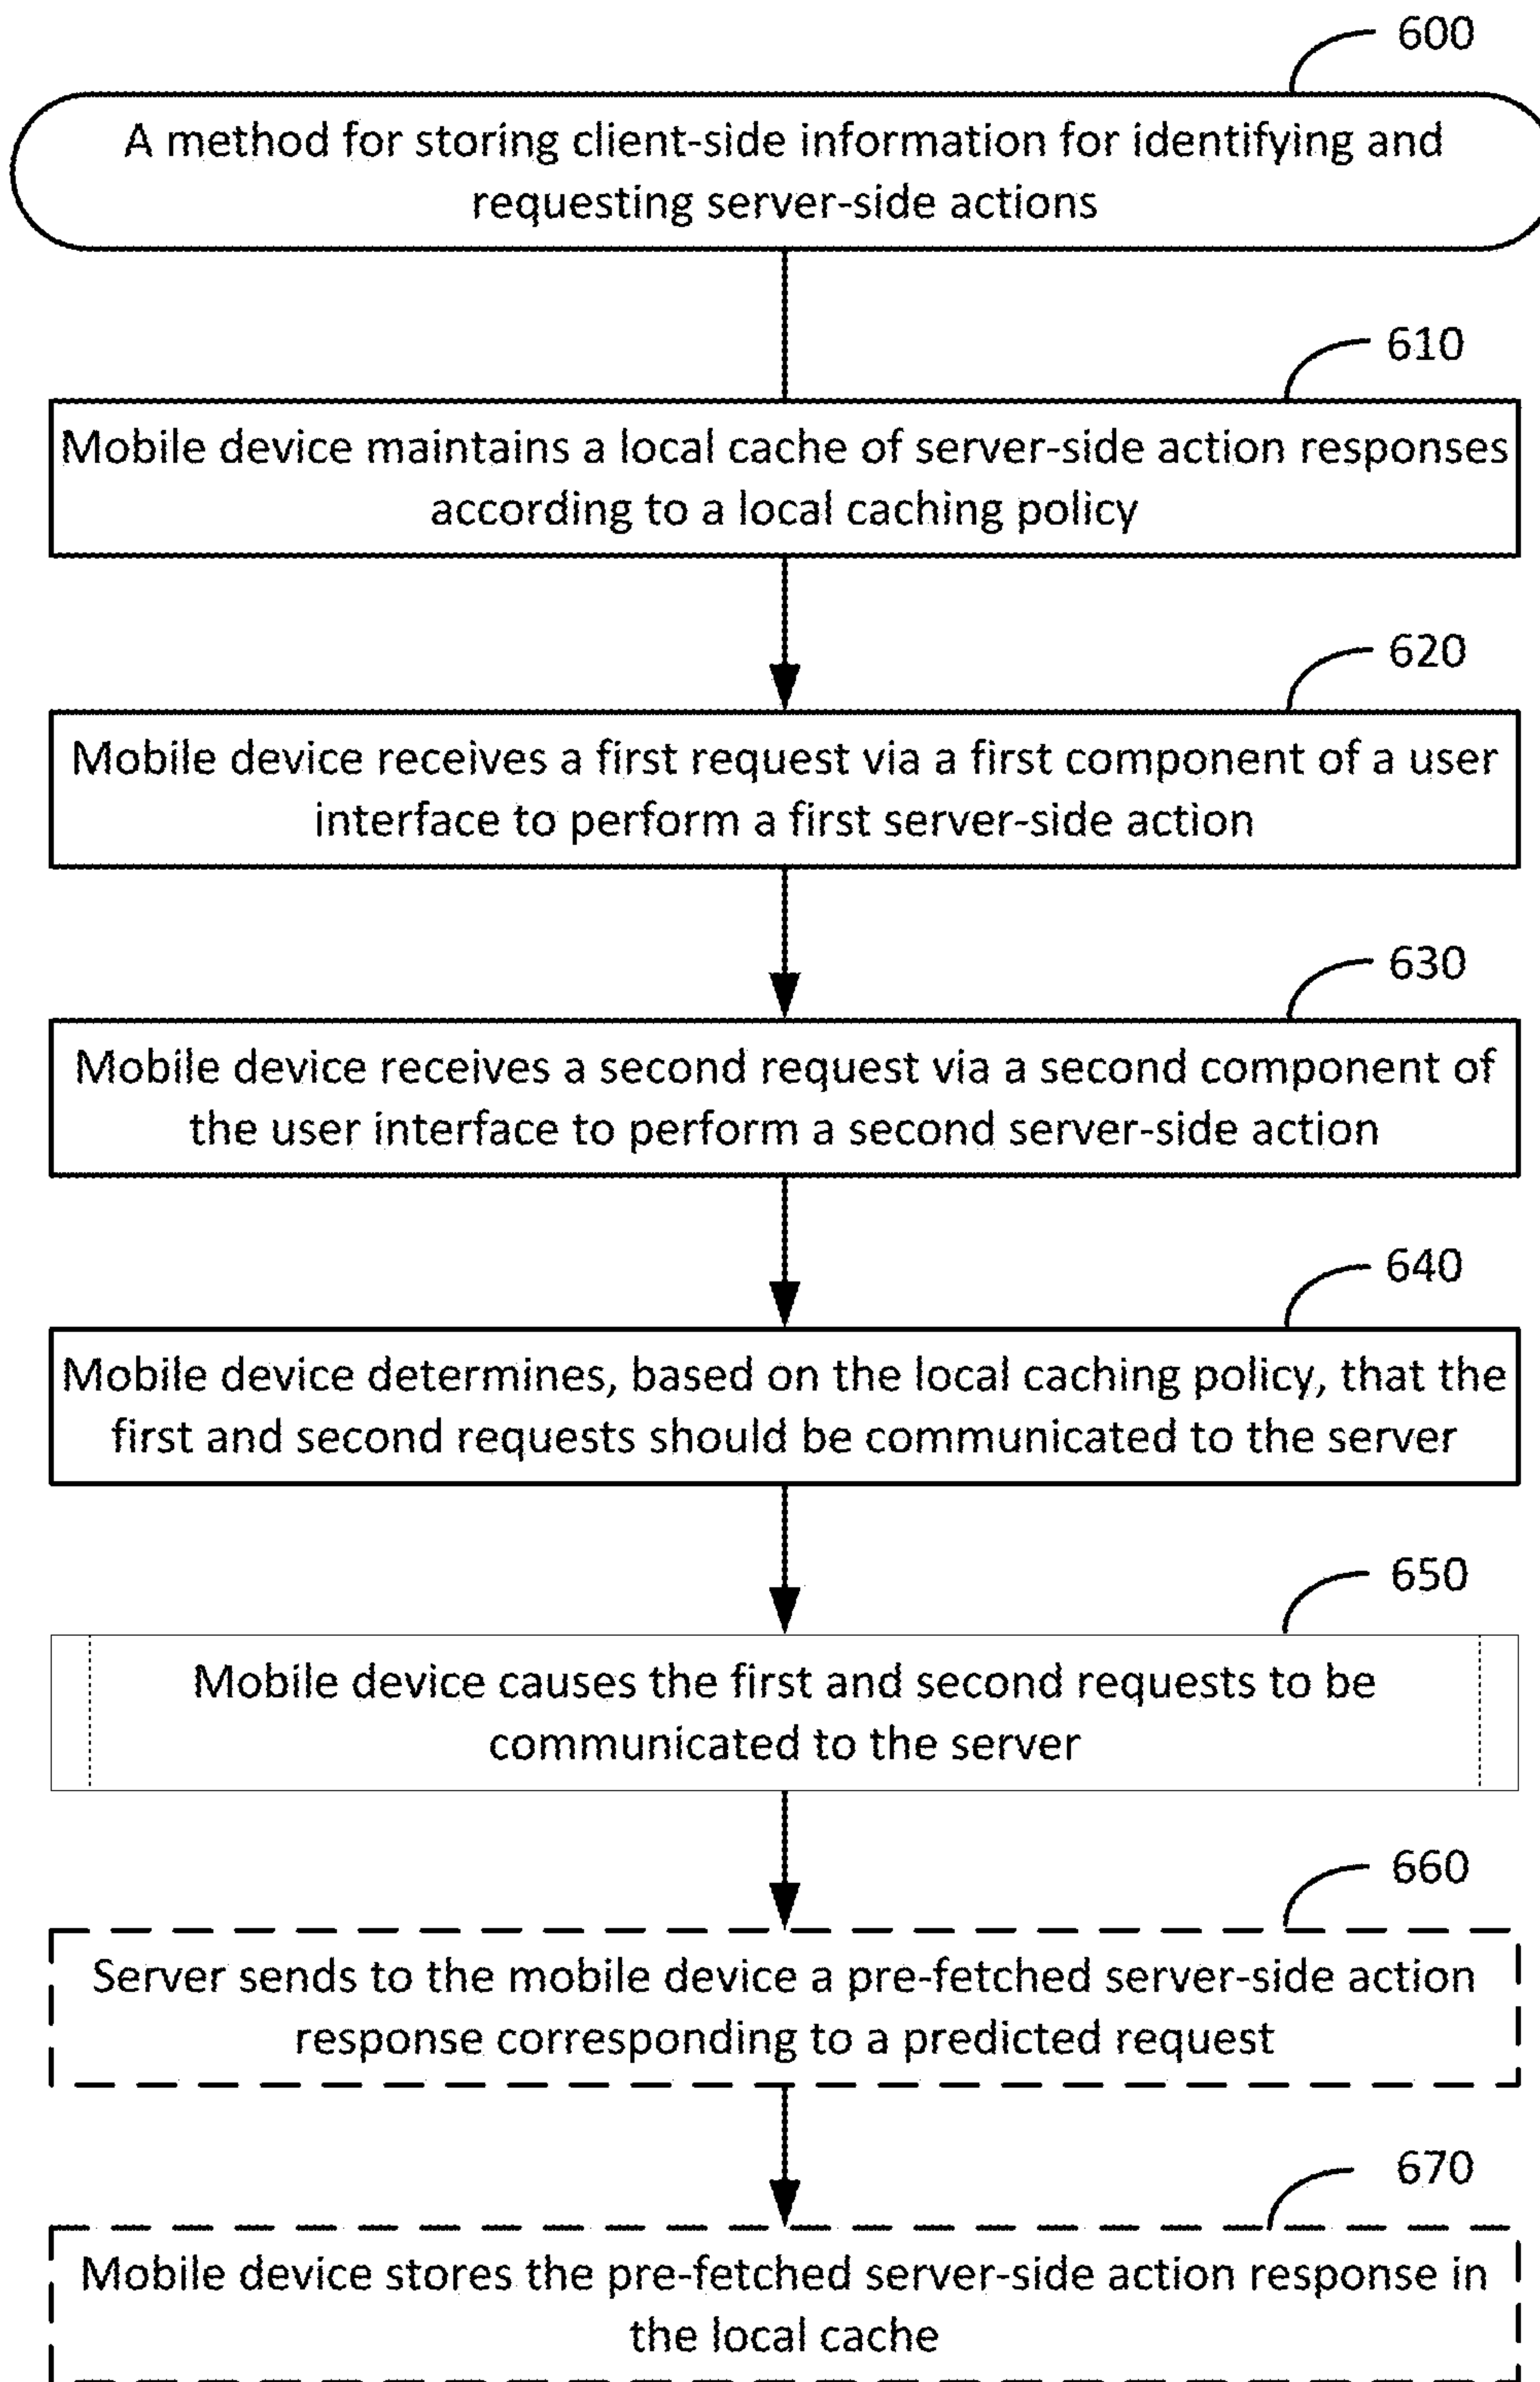 600
A method for storing client-side information for identifying and
requesting server-side actions
610
Mobile device maintains a local cache of server-side action responses
according to a local caching policy
620
Mobile device receives a first request via a first component of a user
interface to perform a first server-side action
630
Mobile device receives a second request via a second component of
the user interface to perform a second server-side action
640
Mobile device determines, based on the local caching policy, that the
first and second requests should be communicated to the server
650
Mobile device causes the first and second requests to be
communicated to the server
660
Server sends to the mobile device a pre-fetched server-side action
response corresponding to a predicted request
670
Mobile device stores the pre-fetched server-side action response in
the local cache